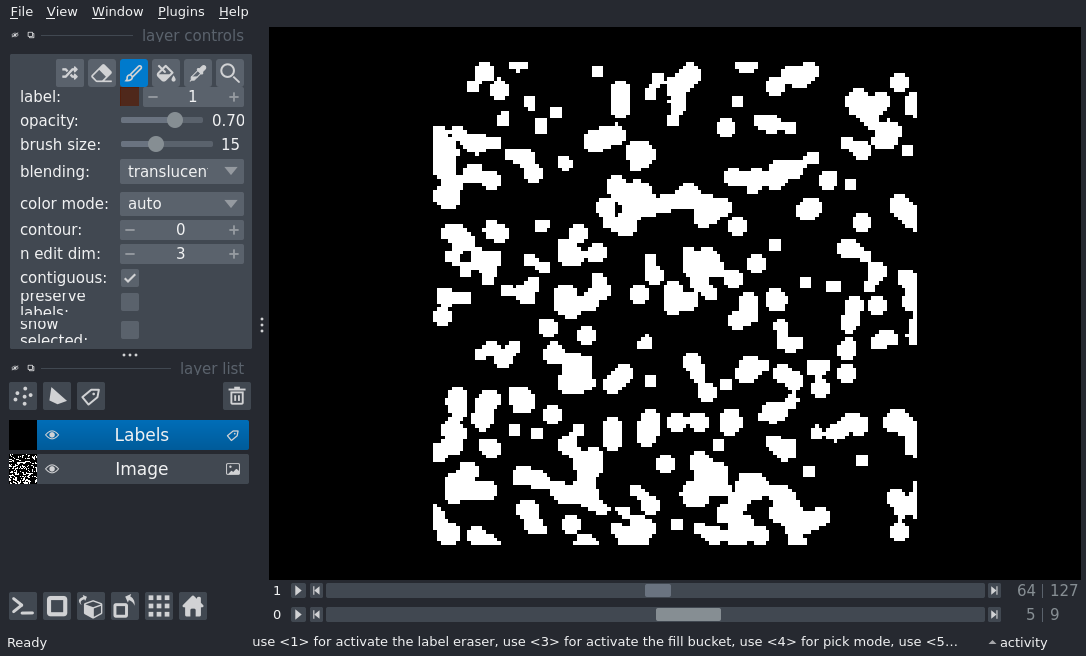 File View Window Plugins Help
layer controls
label: 1
opacity: 0.70
brush size: 15
blending: translucen
color mode: auto
contour: 0
n edit dim: 3
contiguous:
preserve
labels:
show
selected:
layer list
Labels
Image
1 64 | 127
0 5 | 9
Ready use <1> for activate the label eraser, use <3> for activate the fill bucket, use <4> for pick mode, use <5... activity